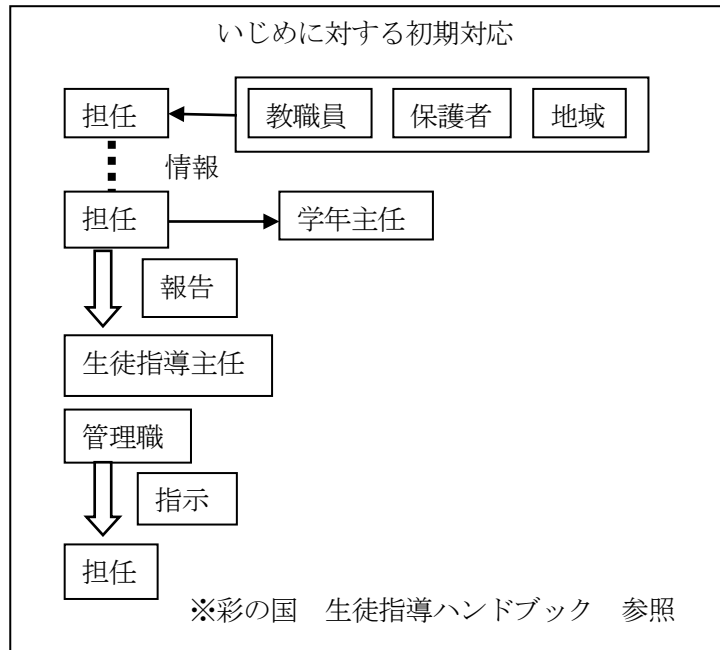 いじめに対する初期対応
担任 教職員 保護者 地域
情報
担任 学年主任
報告
生徒指導主任
管理職
指示
担任
※彩の国　生徒指導ハンドブック　参照